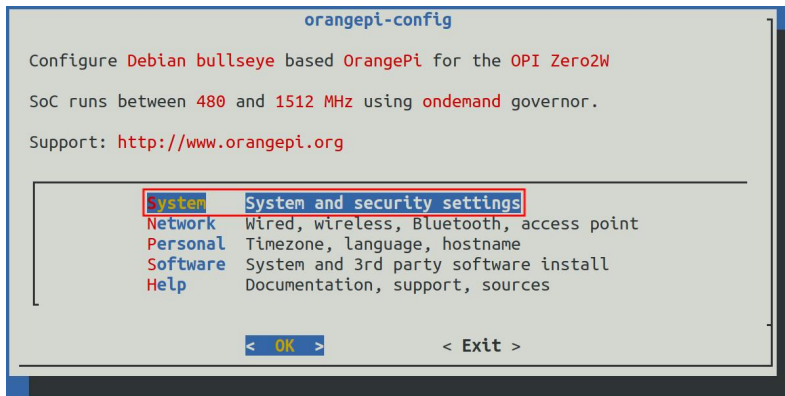 orangepi-config
Configure Debian bullseye based OrangePi for the OPI Zero2W
SoC runs between 480 and 1512 MHz using ondemand governor.
Support: http://www.orangepi.org
System System and security settings
Network Wired, wireless, Bluetooth, access point
Personal Timezone, language, hostname
Software System and 3rd party software install
Help Documentation, support, sources
< OK > < Exit >